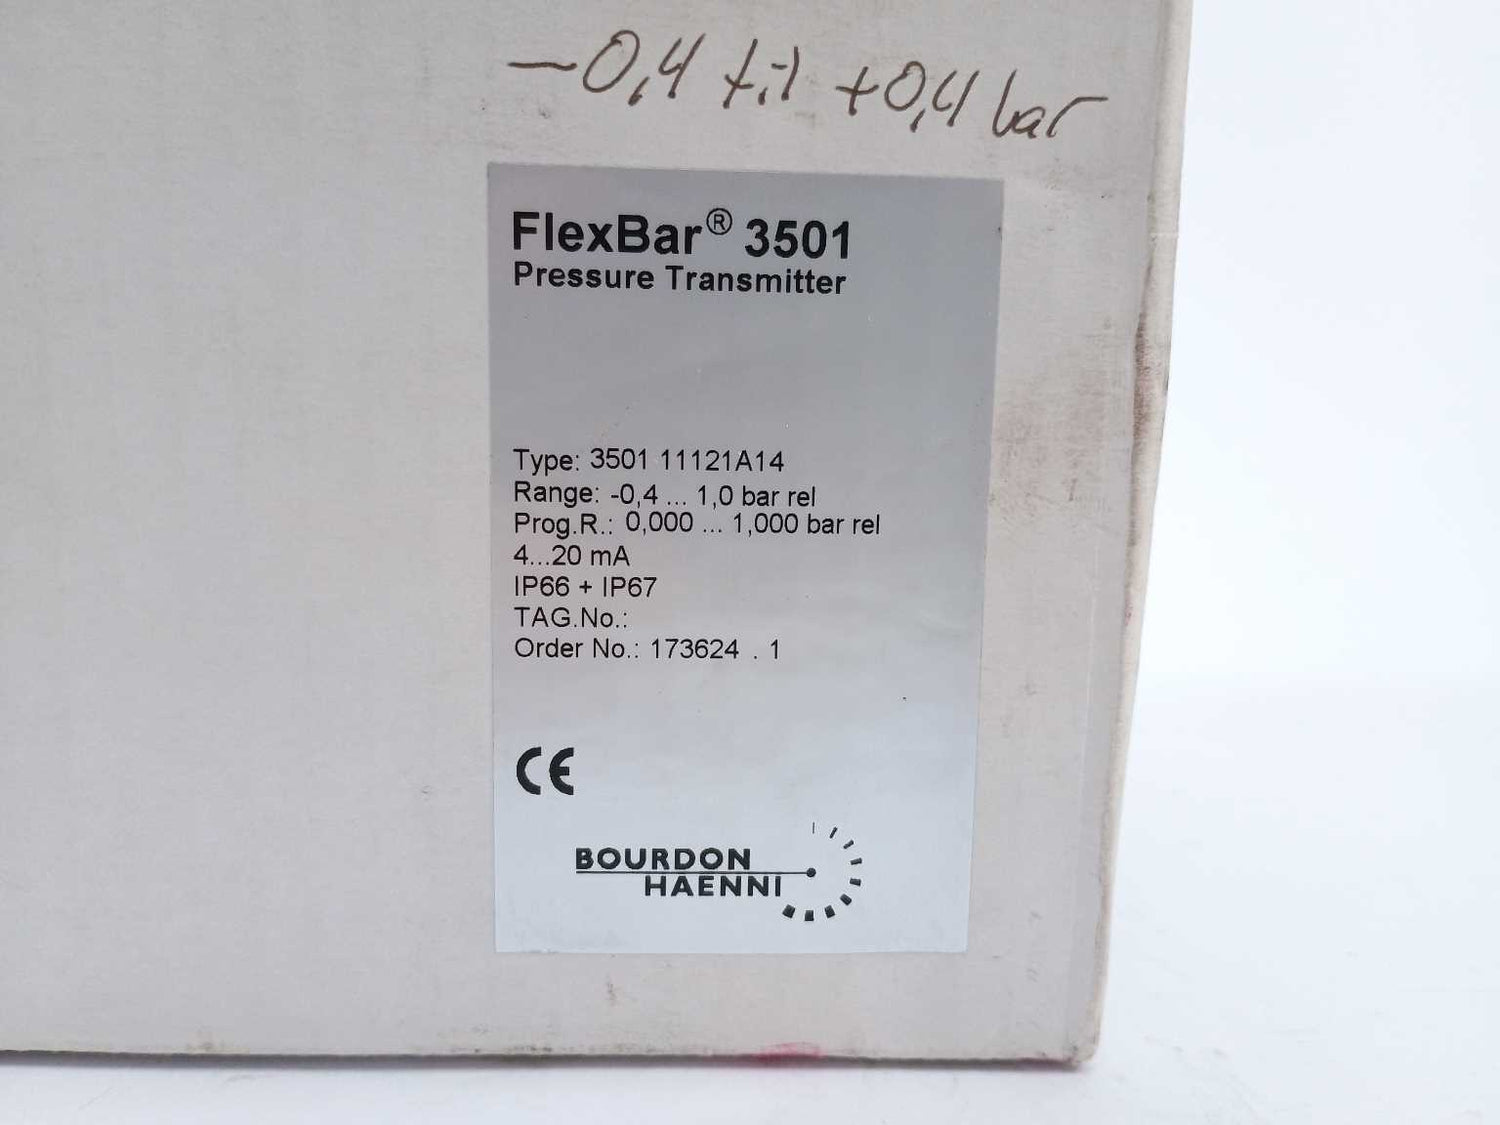 -0,4 til +0,4 bar
FlexBar® 3501
Pressure Transmitter
Type: 3501 11121A14
Range: -0,4 ... 1,0 bar rel
Prog.R.: 0,000 ... 1,000 bar rel
4...20 mA
IP66 + IP67
TAG.No.:
Order No.: 173624 . 1
CE
BOURDON
HAENNI